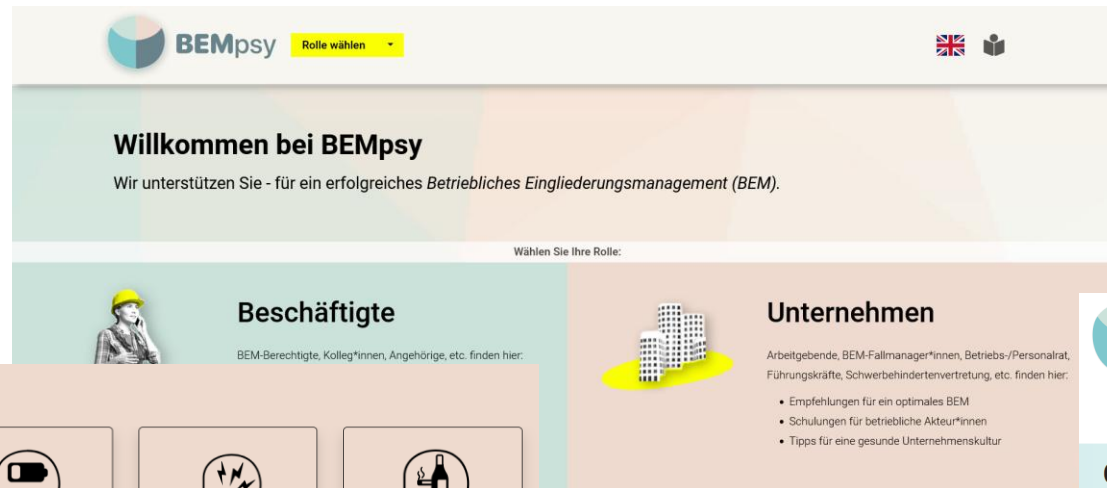 BEMpsy
Rolle wählen
Willkommen bei BEMpsy
Wir unterstützen Sie - für ein erfolgreiches Betriebliches Eingliederungsmanagement (BEM).
Wählen Sie Ihre Rolle:
Beschäftigte
BEM-Berechtigte, Kolleg*innen, Angehörige, etc. finden hier:
Unternehmen
Arbeitgebende, BEM-Fallmanager*innen, Betriebs-/Personalrat,
Führungskräfte, Schwerbehindertenvertretung, etc. finden hier:
• Empfehlungen für ein optimales BEM
• Schulungen für betriebliche Akteur*innen
• Tipps für eine gesunde Unternehmenskultur